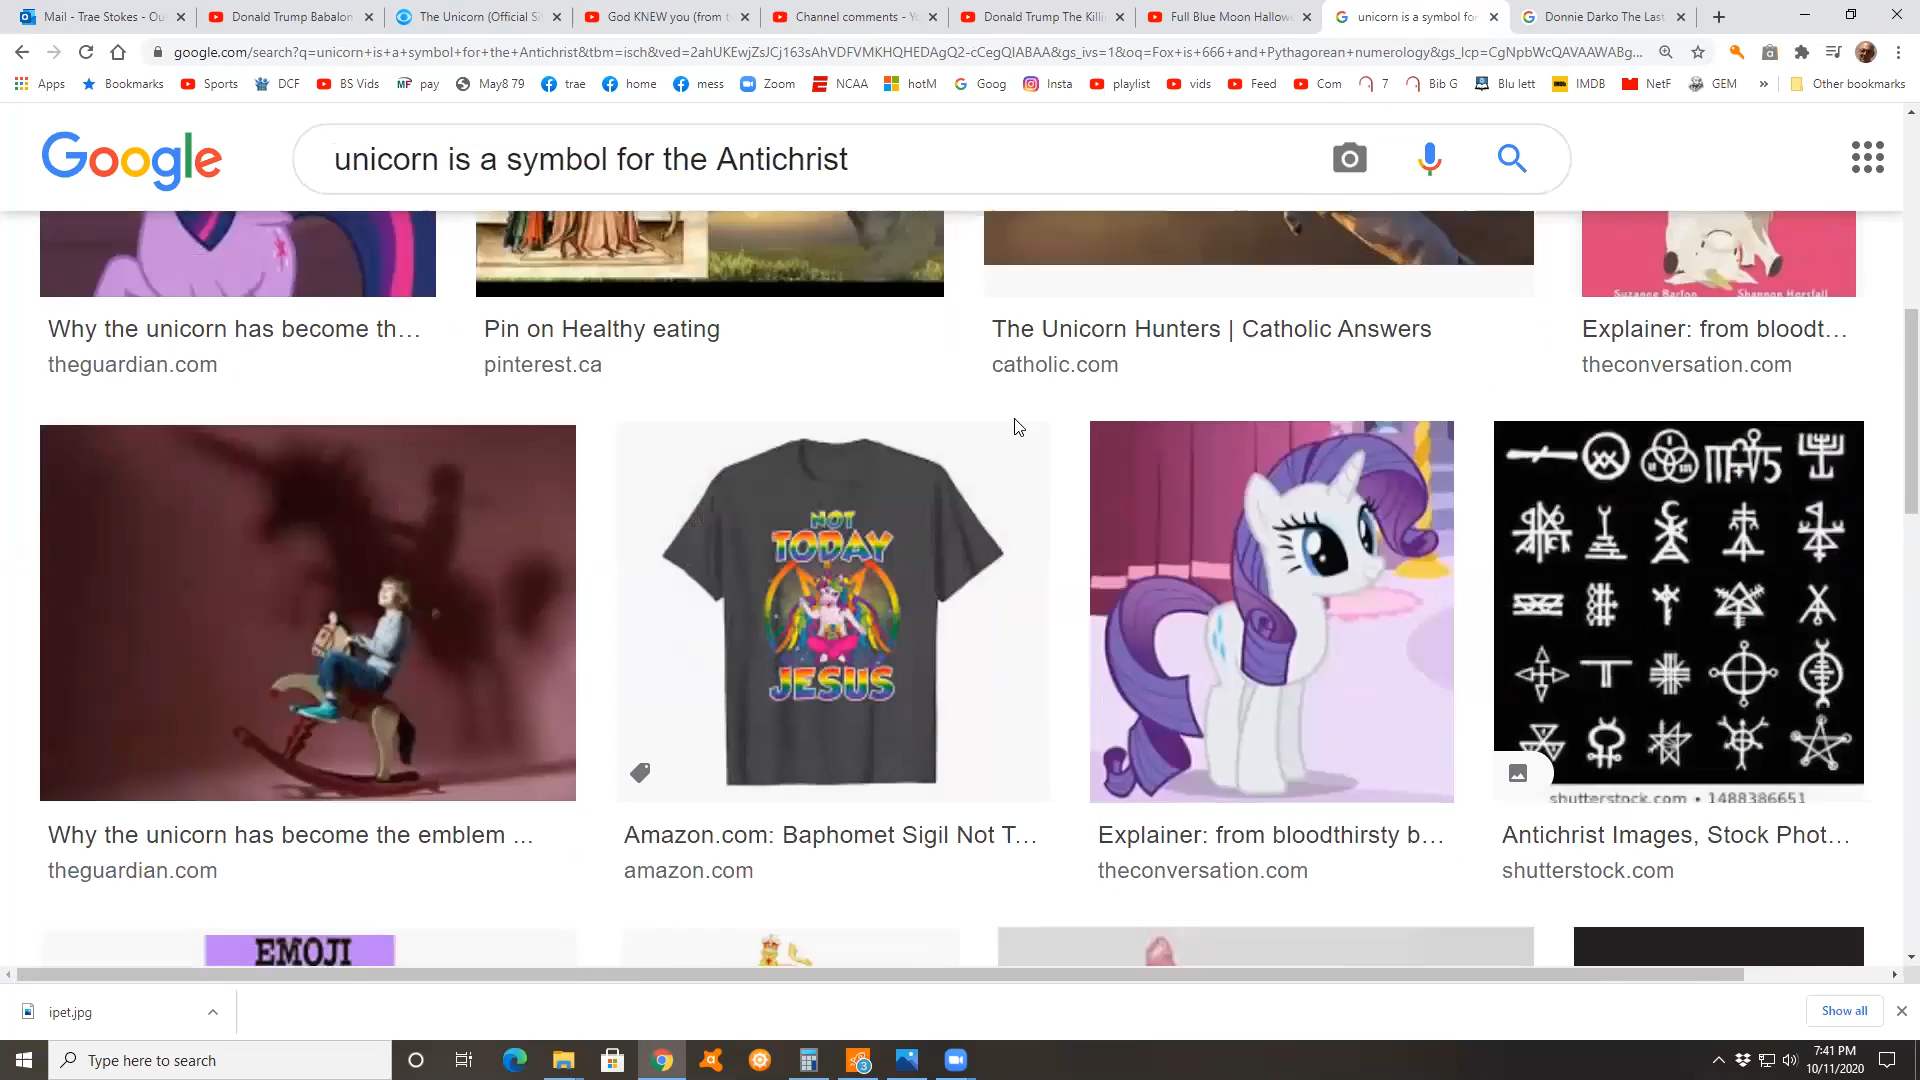 Mail - Trae Stokes - Ou
Donald Trump Babalon
The Unicorn (Official Si
God KNEW you (from t
Channel comments - Y
Donald Trump The Killi
Full Blue Moon Hallowe
unicorn is a symbol fo
Donnie Darko The Last
google.com/search?q=unicorn+is+a+symbol+for+the+Antichrist&tbm=isch&ved=2ahUKEwjZsJCj163sAhVDFVMKHQHEDAgQ2-cCegQIABAA&gs_ivs=1&oq=Fox+is+666+and+Pythagorean+numerology&gs_lcp=CgNpbWcQAVAAWABg...
Apps Bookmarks Sports DCF BS Vids pay May8 79 trae home mess Zoom NCAA hotM Goog Insta playlist vids Feed Com 7 Bib G Blu lett IMDB NetF GEM » Other bookmarks
Google
unicorn is a symbol for the Antichrist
Suzanne Barton Shannon Horsfall
Why the unicorn has become th...
theguardian.com
Pin on Healthy eating
pinterest.ca
The Unicorn Hunters | Catholic Answers
catholic.com
Explainer: from bloodt...
theconversation.com
NOT
TODAY
JESUS
shutterstock.com • 1488386651
Why the unicorn has become the emblem ...
theguardian.com
Amazon.com: Baphomet Sigil Not T...
amazon.com
Explainer: from bloodthirsty b...
theconversation.com
Antichrist Images, Stock Phot...
shutterstock.com
EMOJI
ipet.jpg
Show all
Type here to search
3
7:41 PM
10/11/2020